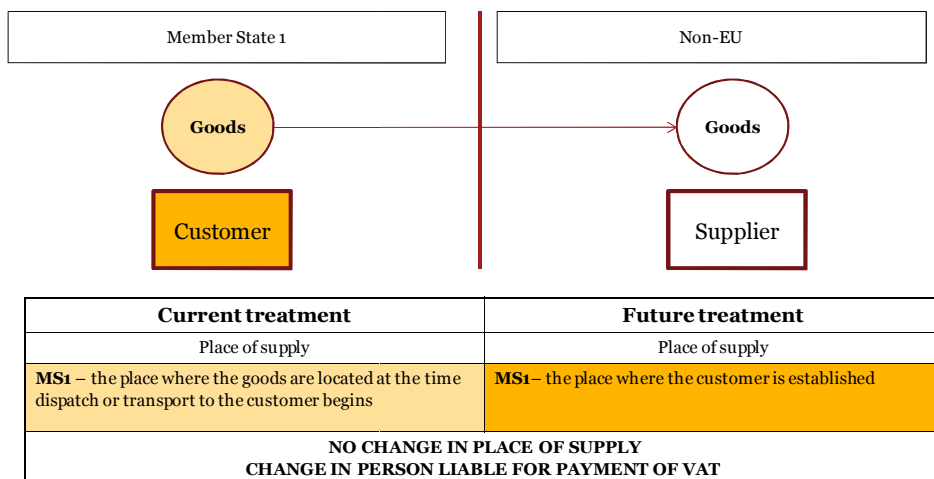 Member State 1
Non-EU
Goods
Goods
Customer
Supplier
Current treatment
Future treatment
Place of supply
Place of supply
MS1 – the place where the goods are located at the time
dispatch or transport to the customer begins
MS1– the place where the customer is established
NO CHANGE IN PLACE OF SUPPLY
CHANGE IN PERSON LIABLE FOR PAYMENT OF VAT